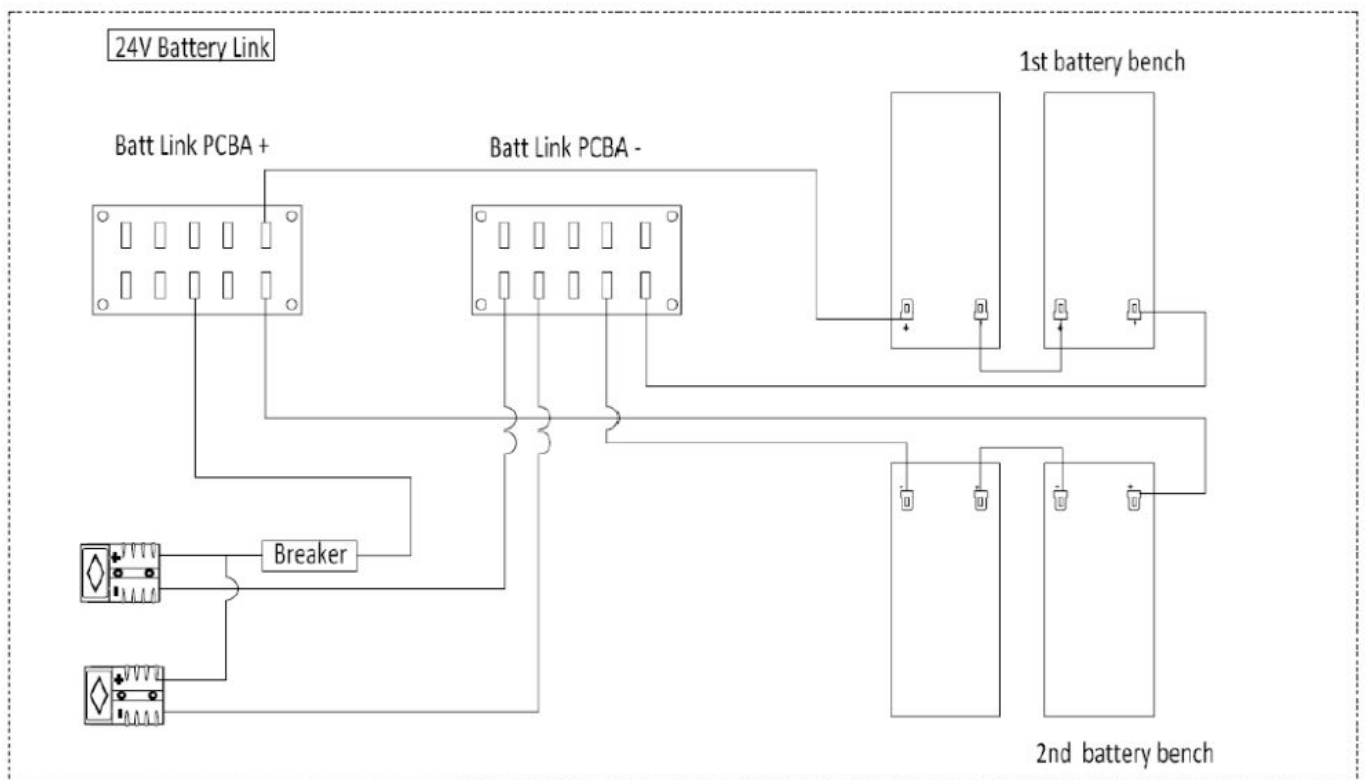 24V Battery Link
1st battery bench
Batt Link PCBA +
Batt Link PCBA -
+
+
Breaker
+
-
+
-
-
-
+
2nd battery bench